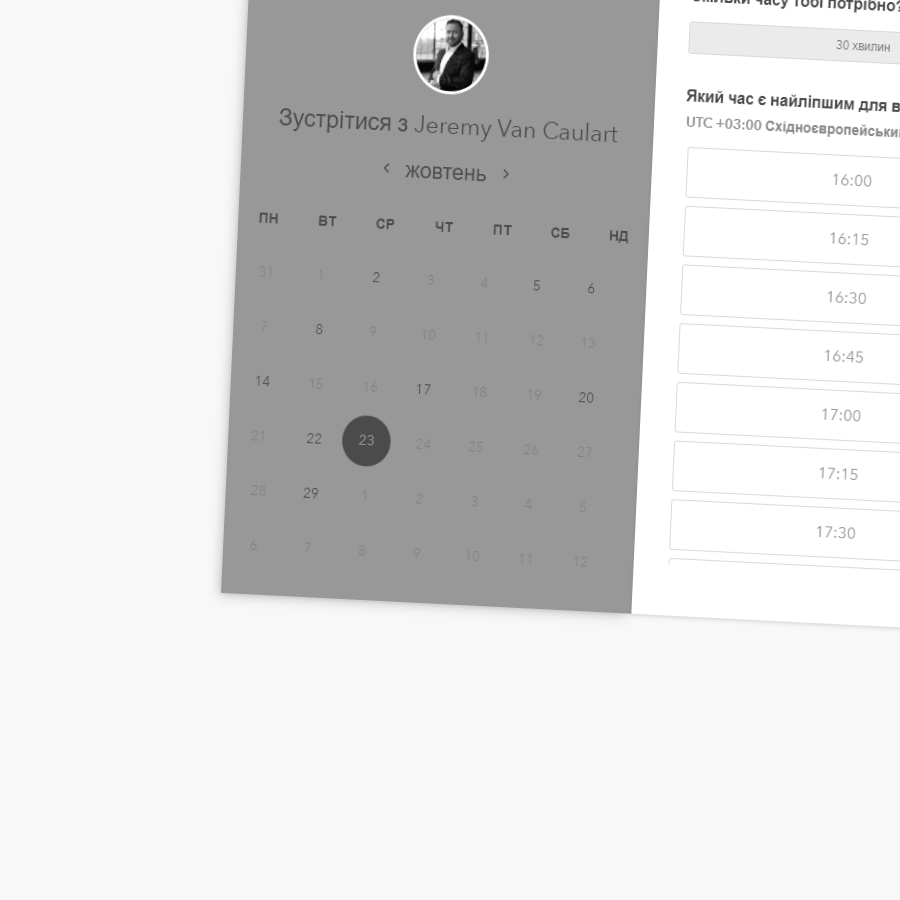 Зустрітися з Jeremy Van Caulart
жовтень
ПН ВТ СР ЧТ ПТ СБ НД
31 1 2 3 4 5 6
7 8 9 10 11 12 13
14 15 16 17 18 19 20
21 22 23 24 25 26 27
28 29 1 2 3 4 5
6 7 8 9 10 11 12
Скільки часу тобі потрібно?
30 хвилин
Який час є найліпшим для в
UTC +03:00 Східноєвропейськи
16:00
16:15
16:30
16:45
17:00
17:15
17:30